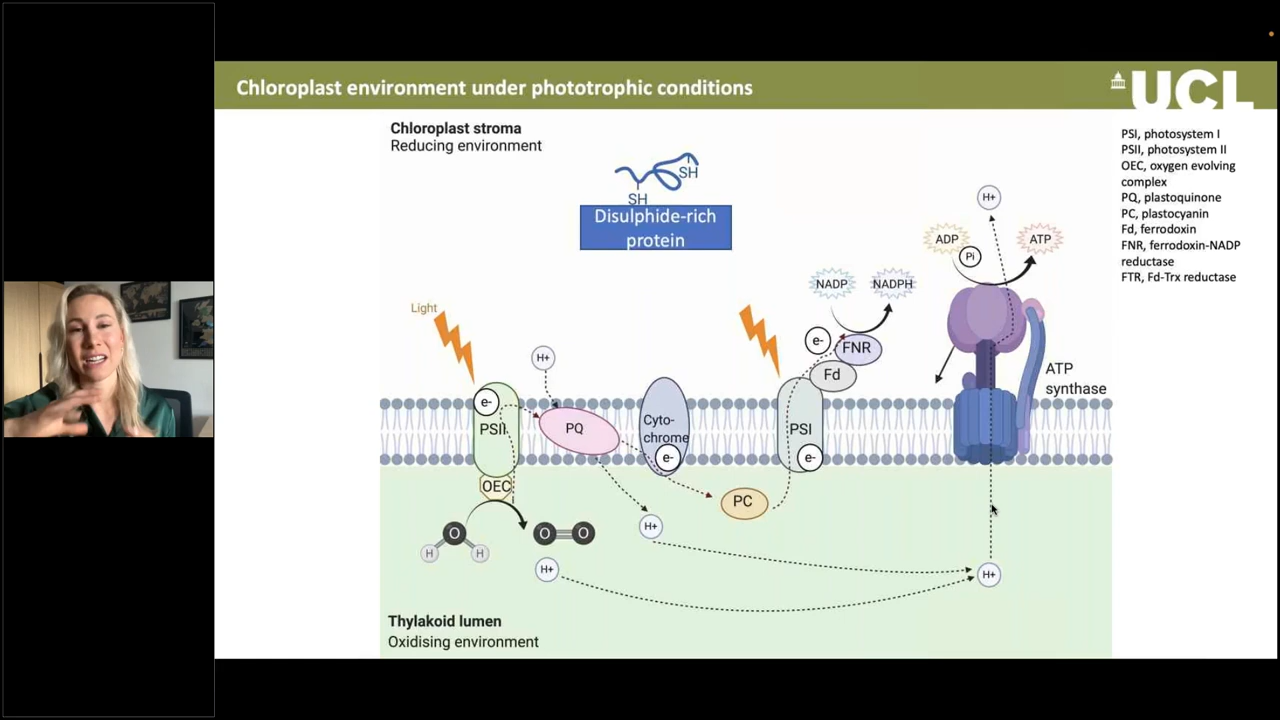 Chloroplast environment under phototrophic conditions
UCL
Chloroplast stroma
Reducing environment
SH
SH
Disulphide-rich
protein
PSI, photosystem I
PSII, photosystem II
OEC, oxygen evolving
complex
PQ, plastoquinone
PC, plastocyanin
Fd, ferrodoxin
FNR, ferrodoxin-NADP
reductase
FTR, Fd-Trx reductase
H+
ADP
Pi
ATP
NADP
NADPH
Light
H+
e-
FNR
Fd
ATP
synthase
e-
PSII
PQ
Cyto-
chrome
e-
PSI
e-
OEC
PC
H+
O
H
H
O
O
H+
H+
Thylakoid lumen
Oxidising environment